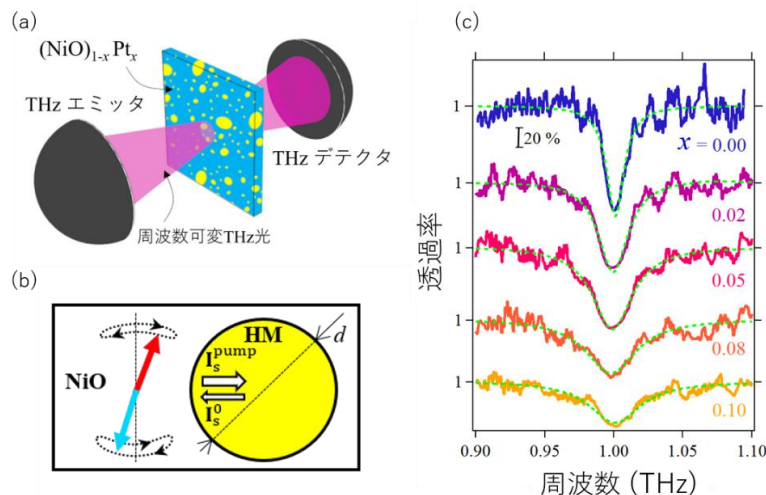 (a)
(NiO)1-x Ptx
THz エミッタ
THz デテクタ
周波数可変THz光
(b)
NiO
HM
d
Is^pump
Is^0
(c)
透過率
1
20 %
x = 0.00
1
0.02
1
0.05
1
0.08
1
0.10
0.90
0.95
1.00
1.05
1.10
周波数 (THz)